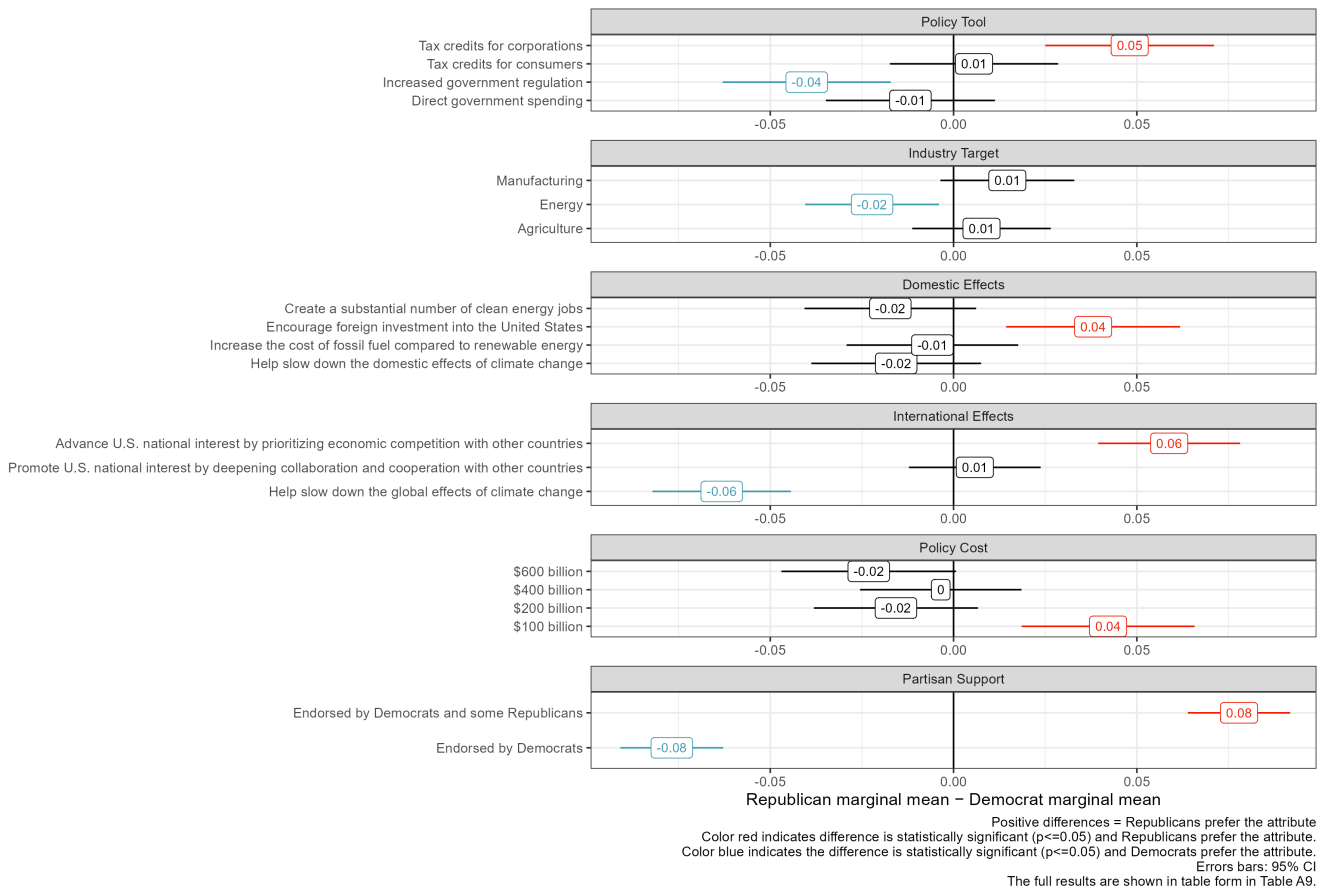 Policy Tool
Tax credits for corporations 0.05
Tax credits for consumers 0.01
Increased government regulation -0.04
Direct government spending -0.01
-0.05 0.00 0.05
Industry Target
Manufacturing 0.01
Energy -0.02
Agriculture 0.01
-0.05 0.00 0.05
Domestic Effects
Create a substantial number of clean energy jobs -0.02
Encourage foreign investment into the United States 0.04
Increase the cost of fossil fuel compared to renewable energy -0.01
Help slow down the domestic effects of climate change -0.02
-0.05 0.00 0.05
International Effects
Advance U.S. national interest by prioritizing economic competition with other countries 0.06
Promote U.S. national interest by deepening collaboration and cooperation with other countries 0.01
Help slow down the global effects of climate change -0.06
-0.05 0.00 0.05
Policy Cost
$600 billion -0.02
$400 billion 0
$200 billion -0.02
$100 billion 0.04
-0.05 0.00 0.05
Partisan Support
Endorsed by Democrats and some Republicans 0.08
Endorsed by Democrats -0.08
-0.05 0.00 0.05
Republican marginal mean − Democrat marginal mean
Positive differences = Republicans prefer the attribute
Color red indicates difference is statistically significant (p<=0.05) and Republicans prefer the attribute.
Color blue indicates the difference is statistically significant (p<=0.05) and Democrats prefer the attribute.
Errors bars: 95% CI
The full results are shown in table form in Table A9.